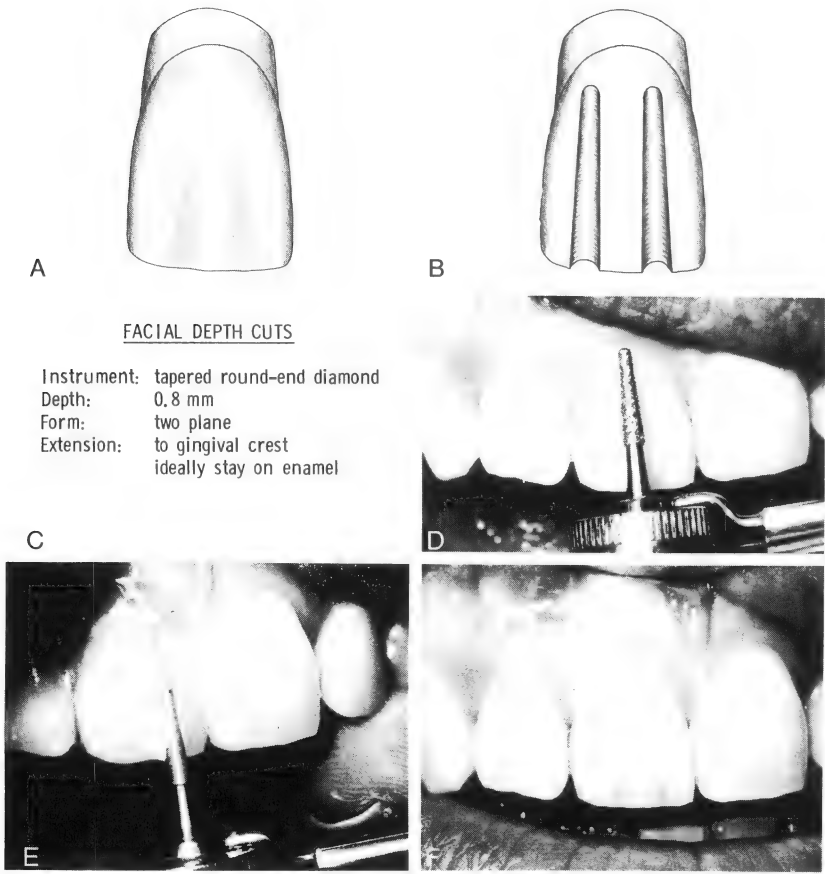 A
B
FACIAL DEPTH CUTS
Instrument: tapered round-end diamond
Depth: 0.8 mm
Form: two plane
Extension: to gingival crest
ideally stay on enamel
C
D
E
F